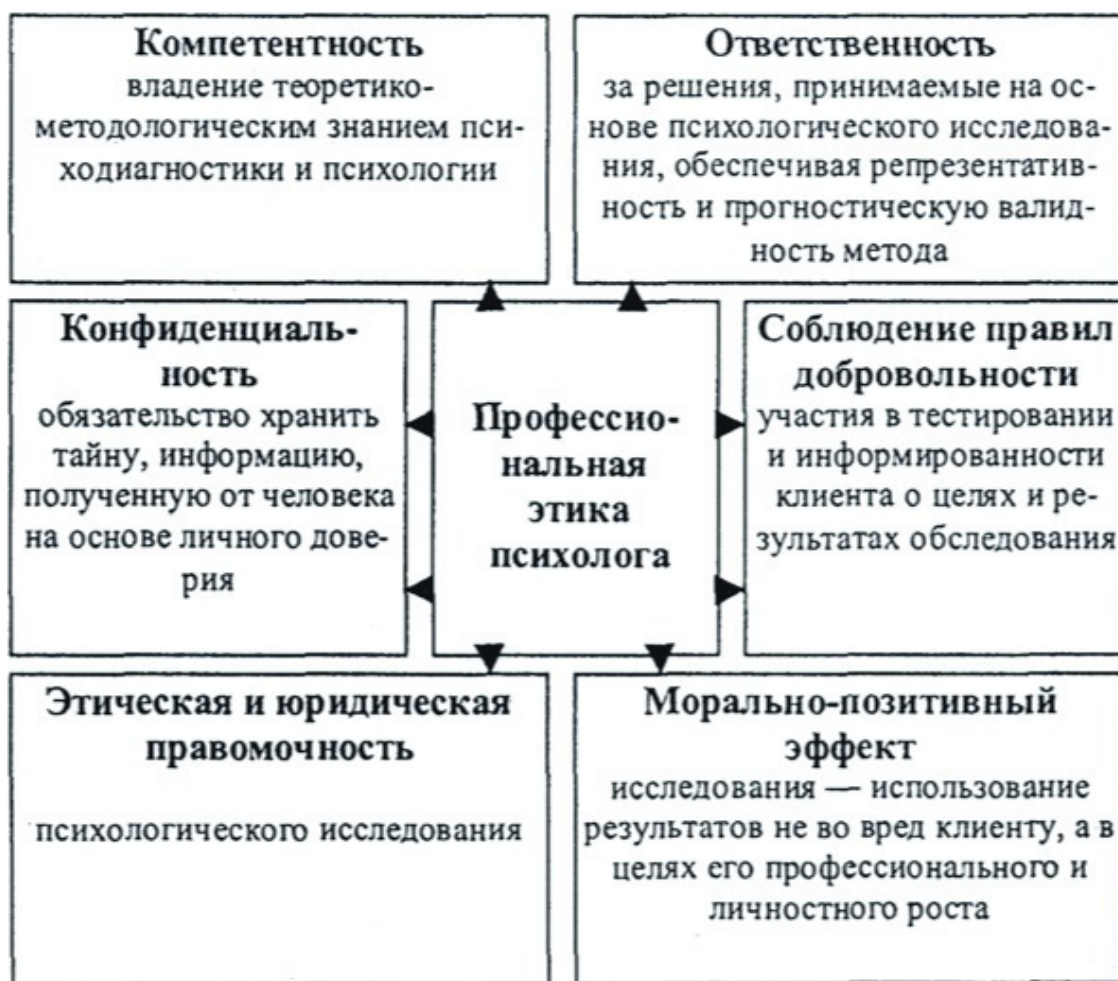 Компетентность
владение теоретико-
методологическим знанием пси-
ходиагностики и психологии
Ответственность
за решения, принимаемые на ос-
нове психологического исследова-
ния, обеспечивая репрезентатив-
ность и прогностическую валид-
ность метода
Конфиденциаль-
ность
обязательство хранить
тайну, информацию,
полученную от человека
на основе личного дове-
рия
Профессио-
нальная
этика
психолога
Соблюдение правил
добровольности
участия в тестировании
и информированности
клиента о целях и ре-
зультатах обследования
Этическая и юридическая
правомочность
психологического исследования
Морально-позитивный
эффект
исследования — использование
результатов не во вред клиенту, а в
целях его профессионального и
личностного роста